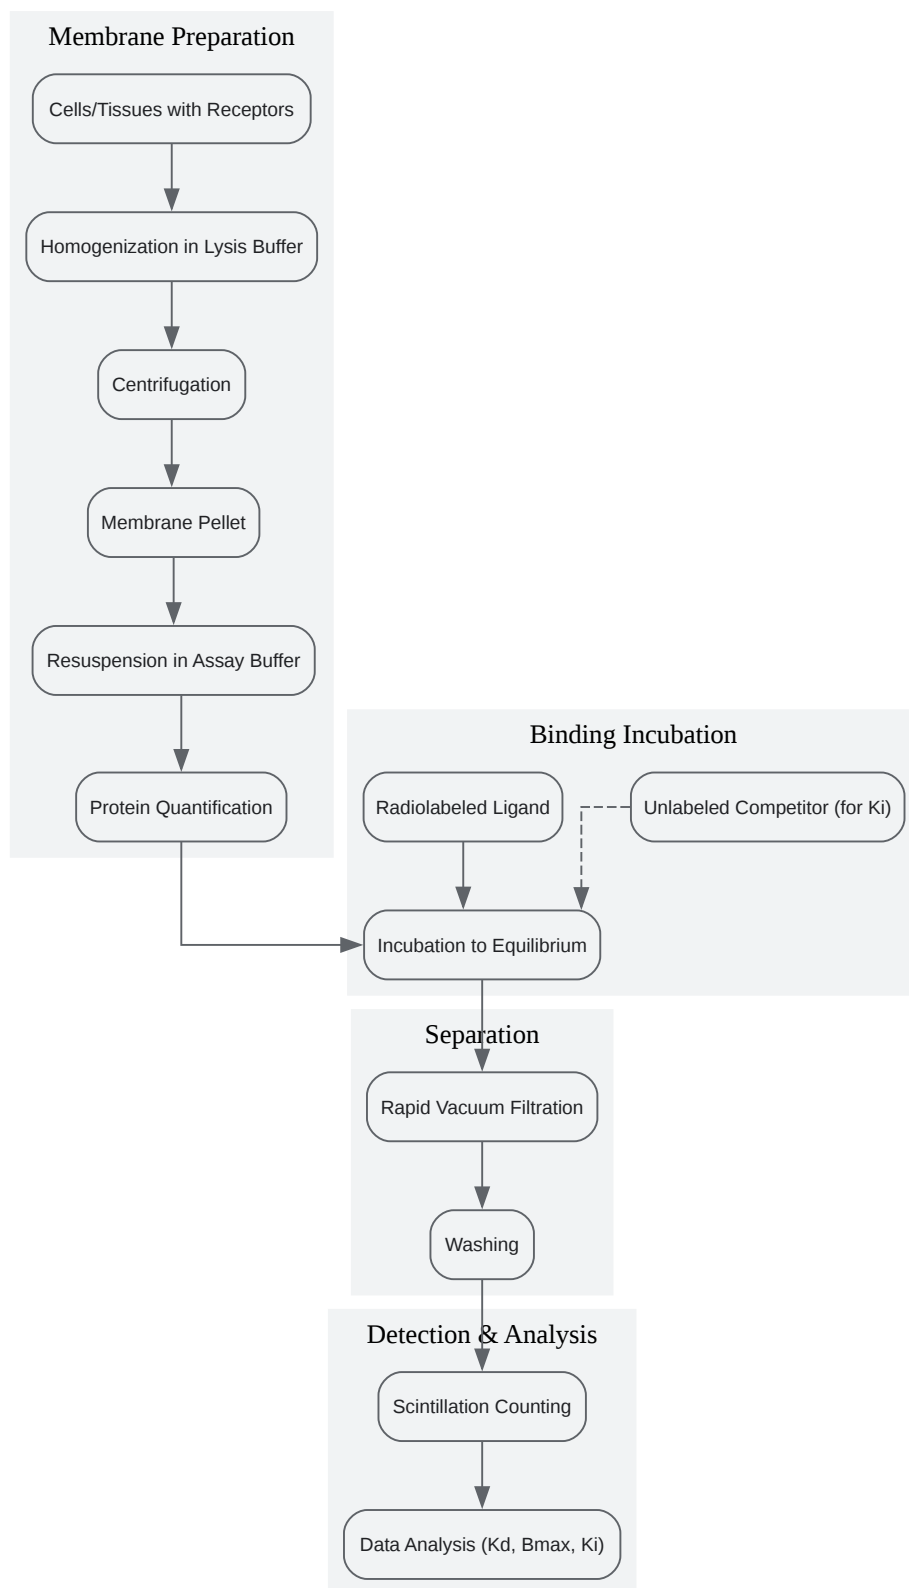 Membrane Preparation
Cells/Tissues with Receptors
Homogenization in Lysis Buffer
Centrifugation
Membrane Pellet
Resuspension in Assay Buffer
Protein Quantification
Binding Incubation
Radiolabeled Ligand
Unlabeled Competitor (for Ki)
Incubation to Equilibrium
Separation
Rapid Vacuum Filtration
Washing
Detection & Analysis
Scintillation Counting
Data Analysis (Kd, Bmax, Ki)